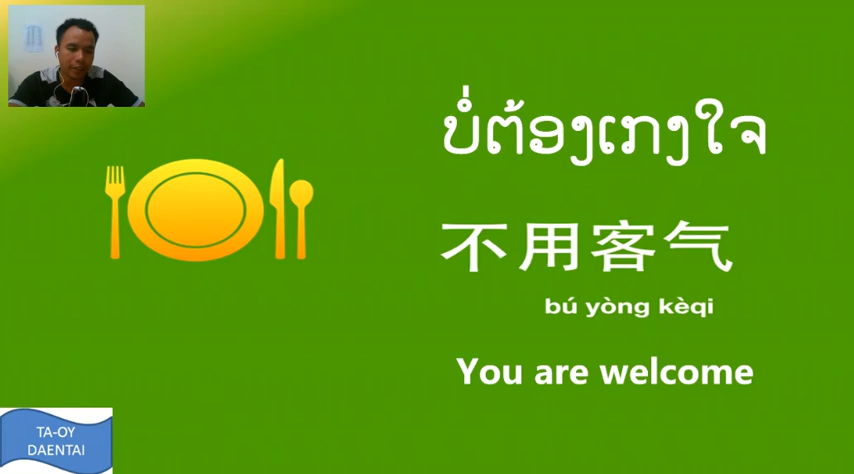 ບໍ່ຕ້ອງເກງໃຈ
不用客气
bú yòng kèqi
You are welcome
TA-OY
DAENTAI